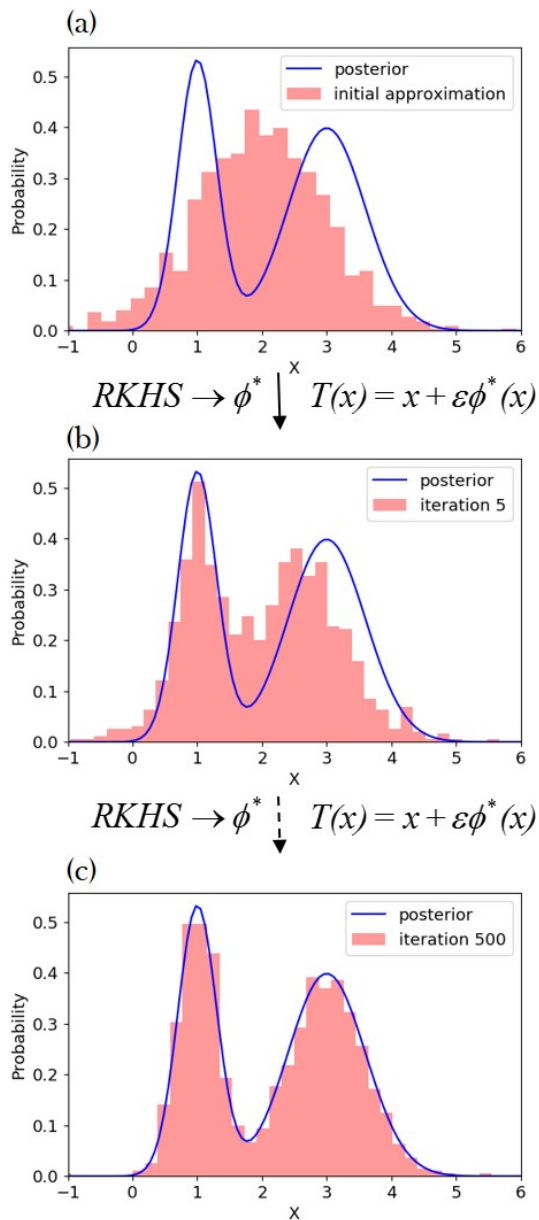 (a)
posterior
initial approximation
Probability
0.5
0.4
0.3
0.2
0.1
0.0
−1 0 1 2 3 4 5 6
X
RKHS → ϕ* T(x) = x + εϕ*(x)
(b)
posterior
iteration 5
Probability
0.5
0.4
0.3
0.2
0.1
0.0
−1 0 1 2 3 4 5 6
X
RKHS → ϕ* T(x) = x + εϕ*(x)
(c)
posterior
iteration 500
Probability
0.5
0.4
0.3
0.2
0.1
0.0
−1 0 1 2 3 4 5 6
X